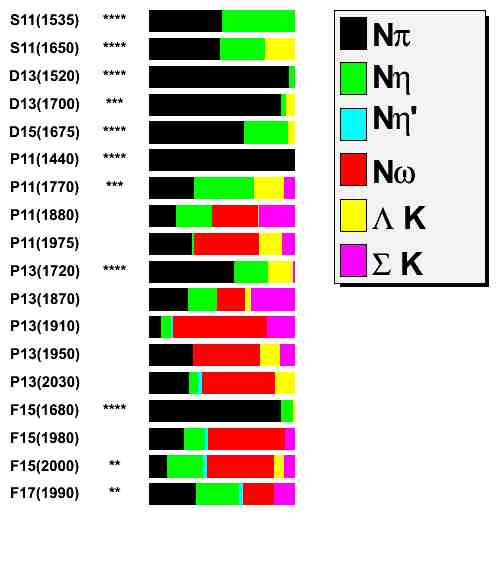 S11(1535) ****
S11(1650) ****
D13(1520) ****
D13(1700) ***
D15(1675) ****
P11(1440) ****
P11(1770) ***
P11(1880)
P11(1975)
P13(1720) ****
P13(1870)
P13(1910)
P13(1950)
P13(2030)
F15(1680) ****
F15(1980)
F15(2000) **
F17(1990) **
Nπ
Nη
Nη'
Nω
Λ K
Σ K